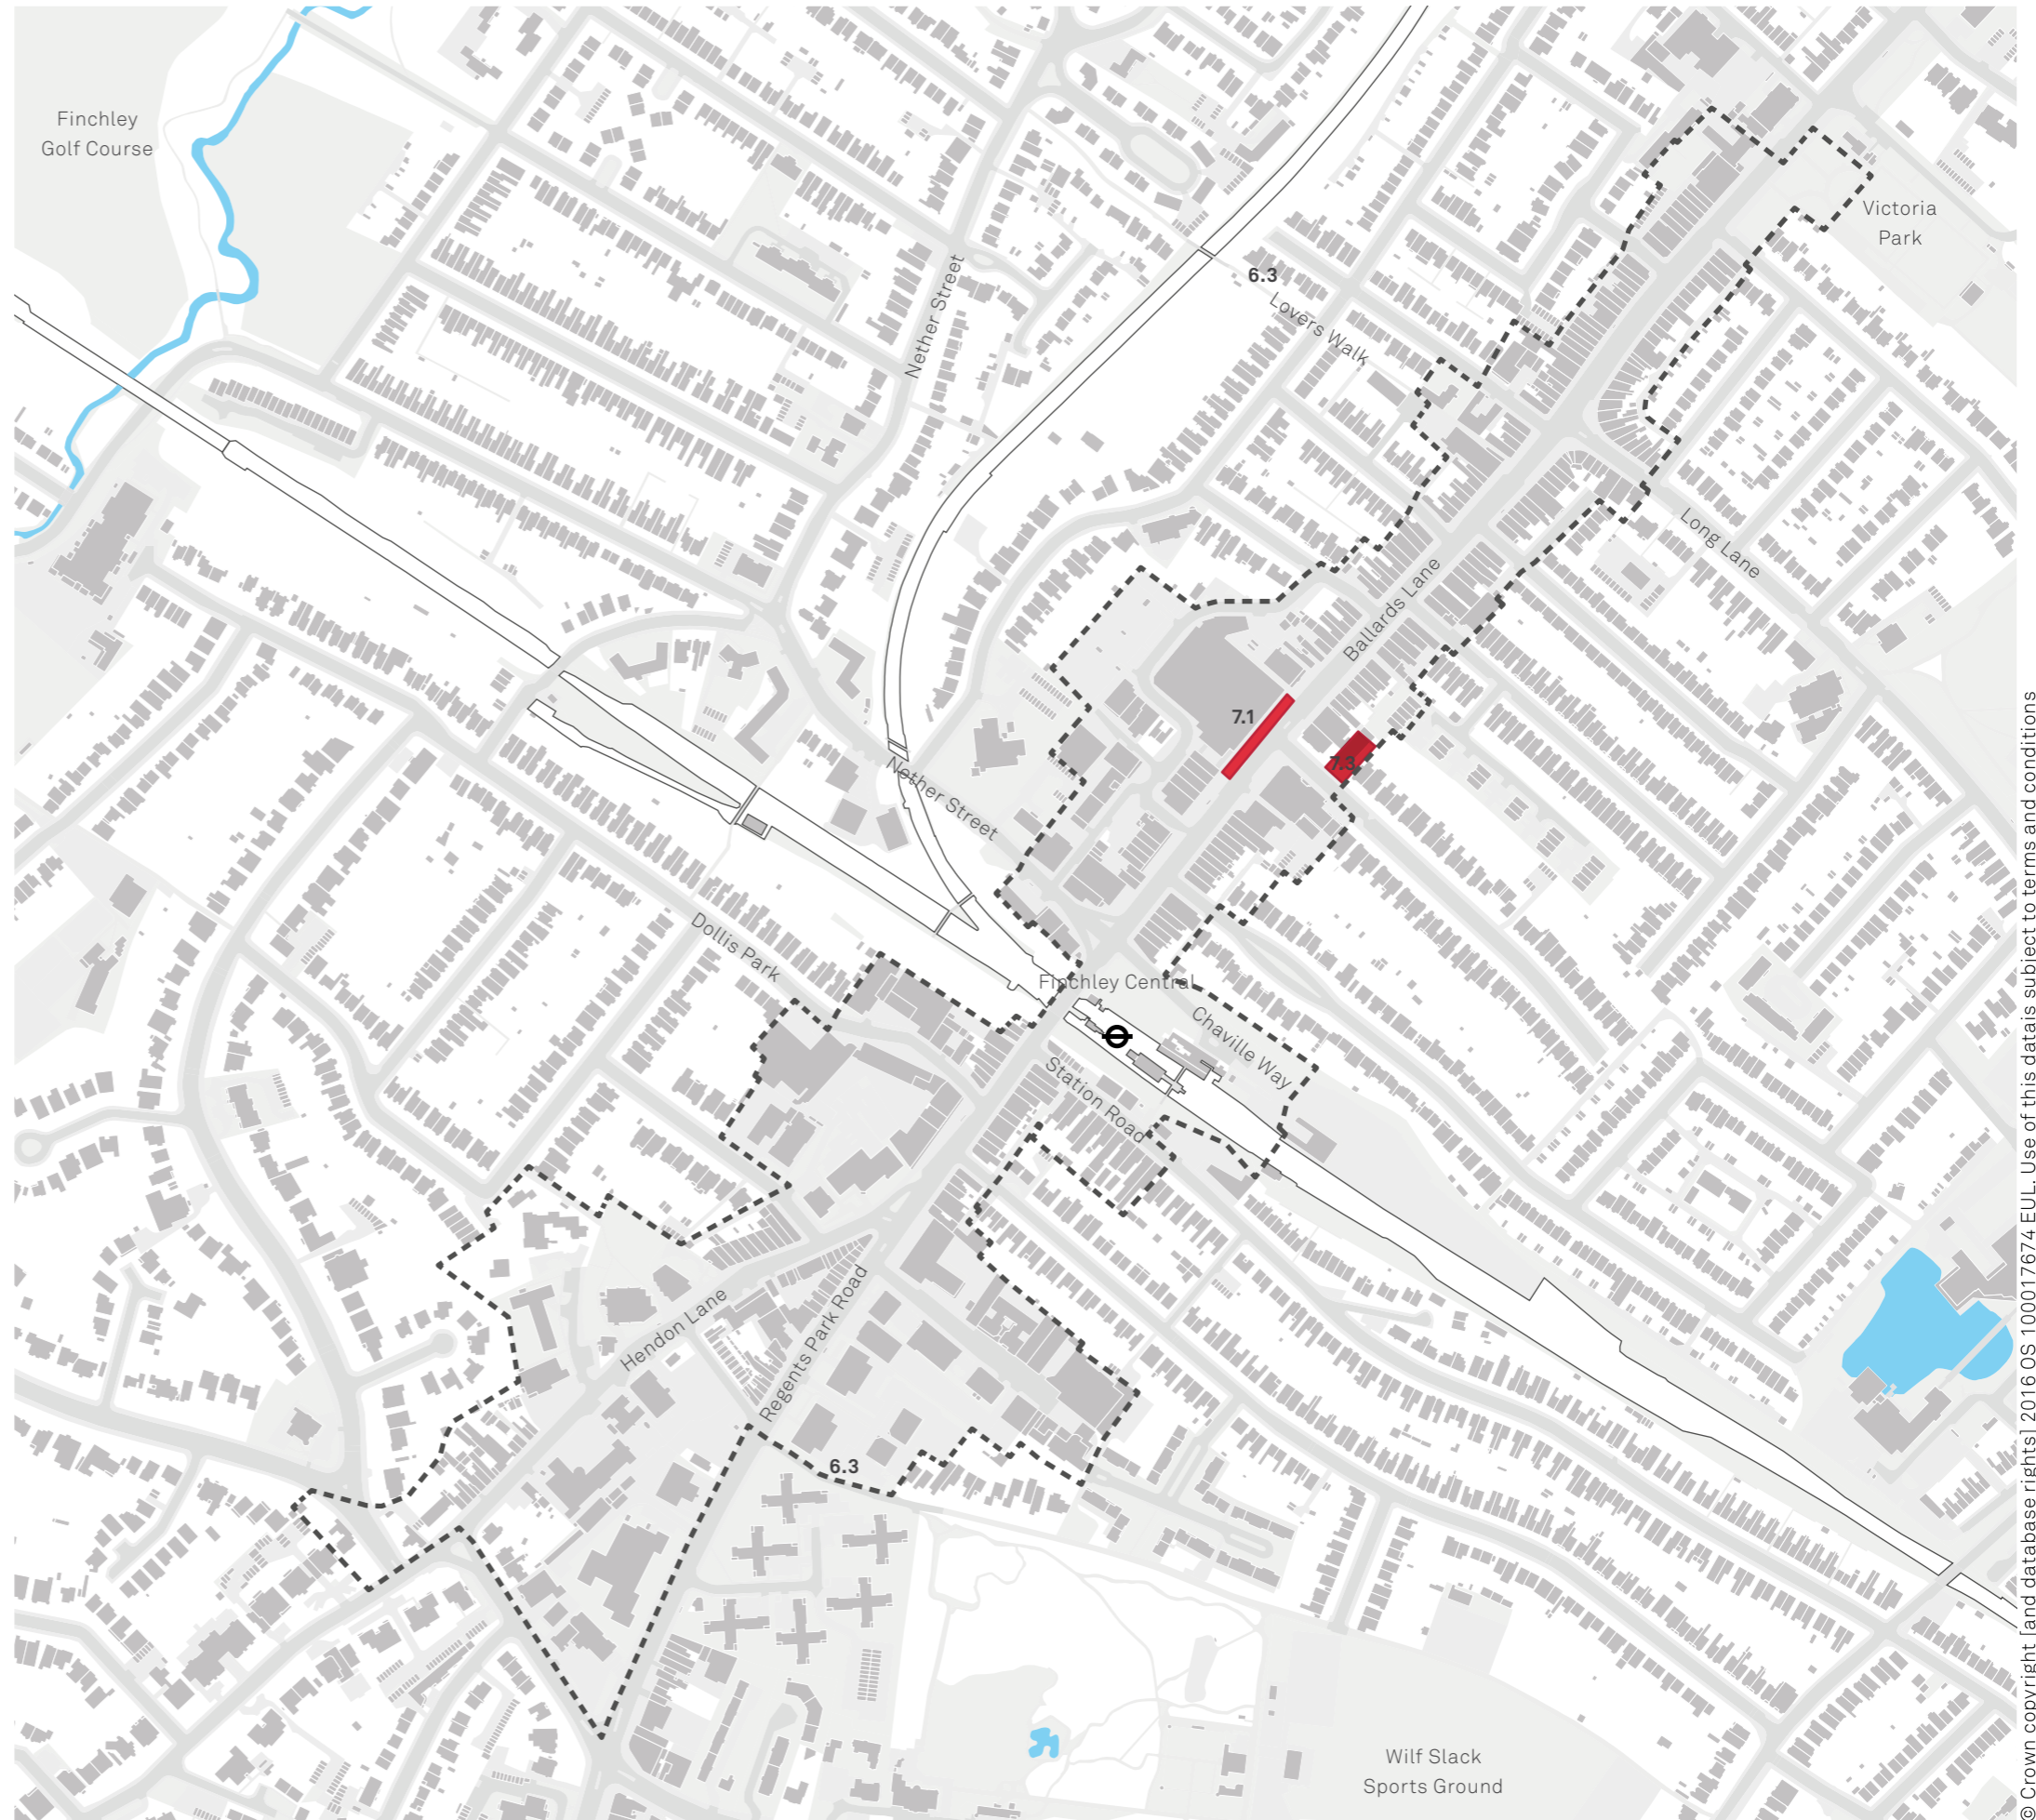 Finchley
Golf Course
Victoria
Park
6.3
Lovers Walk
Nether Street
Long Lane
Ballards Lane
7.1
7.3
Nether Street
Dollis Park
Finchley Central
Chaville Way
Station Road
Hendon Lane
Regents Park Road
6.3
Wilf Slack
Sports Ground
© Crown copyright [and database rights] 2016 OS 100017674 EUL. Use of this datais subject to terms and conditions